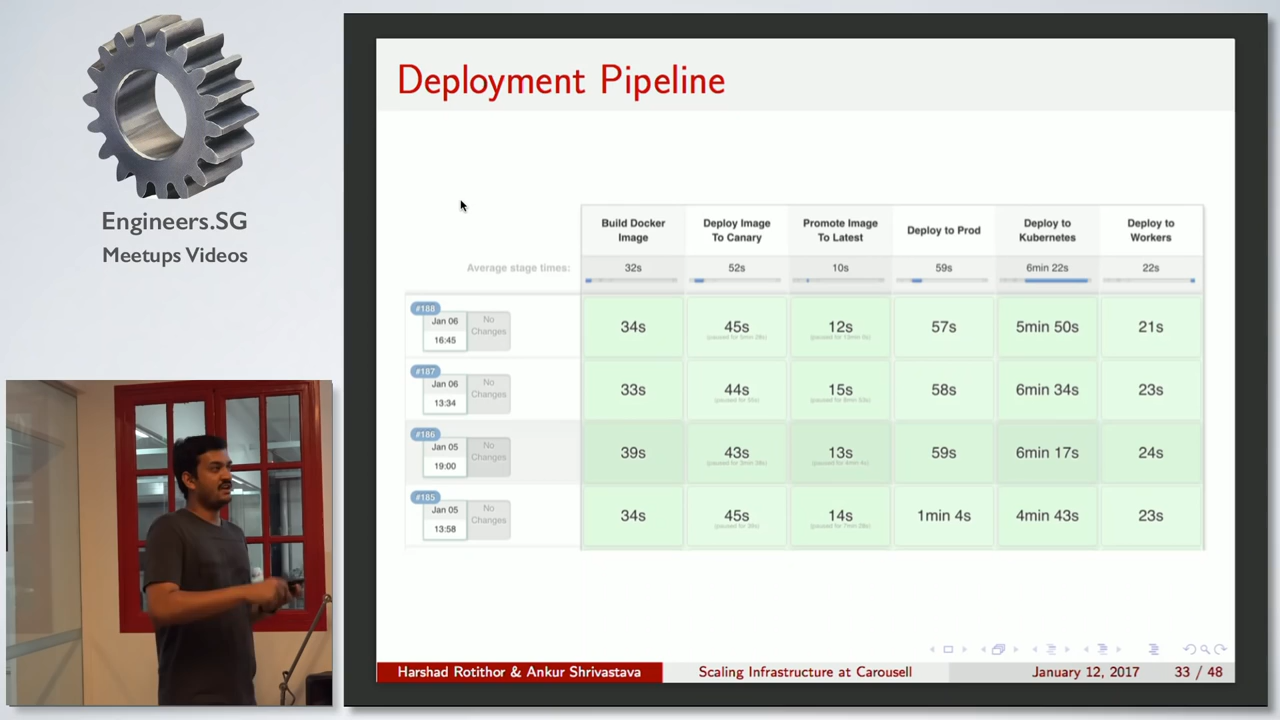 Engineers.SG
Meetups Videos
Deployment Pipeline
Build Docker Image
Deploy Image To Canary
Promote Image To Latest
Deploy to Prod
Deploy to Kubernetes
Deploy to Workers
Average stage times:
32s 52s 10s 59s 6min 22s 22s
#188
Jan 06
16:45
No Changes
34s 45s 12s 57s 5min 50s 21s
#187
Jan 06
13:34
No Changes
33s 44s 15s 58s 6min 34s 23s
#186
Jan 05
19:00
No Changes
39s 43s 13s 59s 6min 17s 24s
#185
Jan 05
13:58
No Changes
34s 45s 14s 1min 4s 4min 43s 23s
Harshad Rotithor & Ankur Shrivastava
Scaling Infrastructure at Carousell
January 12, 2017
33 / 48